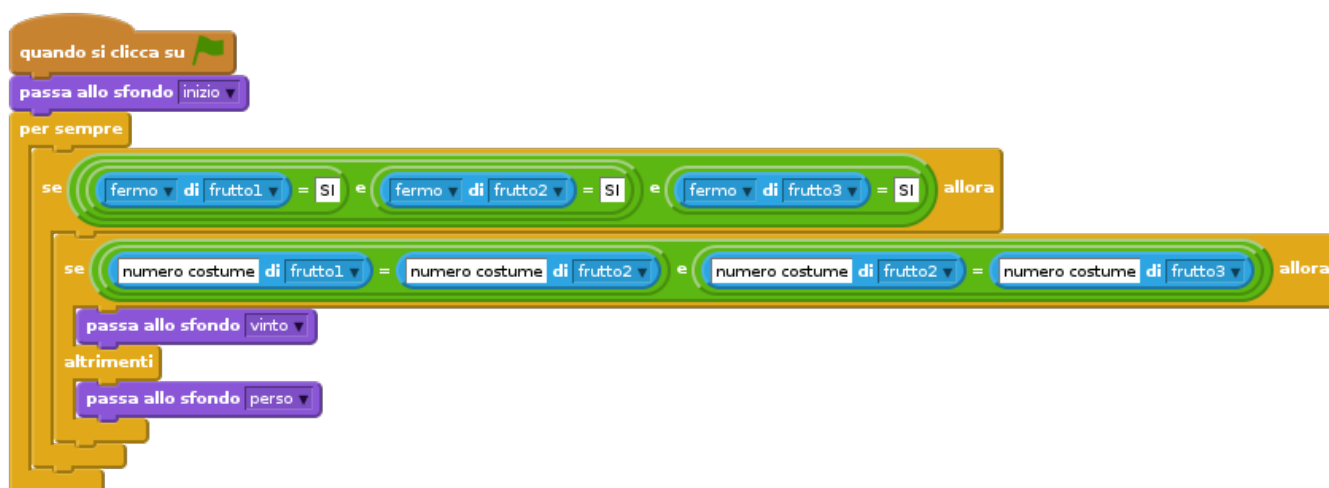 quando si clicca su
passa allo sfondo inizio
per sempre
se fermo di frutto1 = SI e fermo di frutto2 = SI e fermo di frutto3 = SI allora
se numero costume di frutto1 = numero costume di frutto2 e numero costume di frutto2 = numero costume di frutto3 allora
passa allo sfondo vinto
altrimenti
passa allo sfondo perso